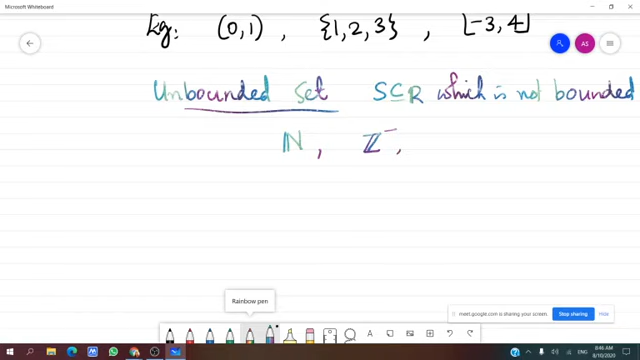 Microsoft Whiteboard
Eg: (0,1) , {1,2,3} , [-3,4]
AS
Unbounded Set S⊆R which is not bounded
ℕ , ℤ⁻ ,
Rainbow pen
meet.google.com is sharing your screen. Stop sharing Hide
A
ENG
8:46 AM
8/10/2020